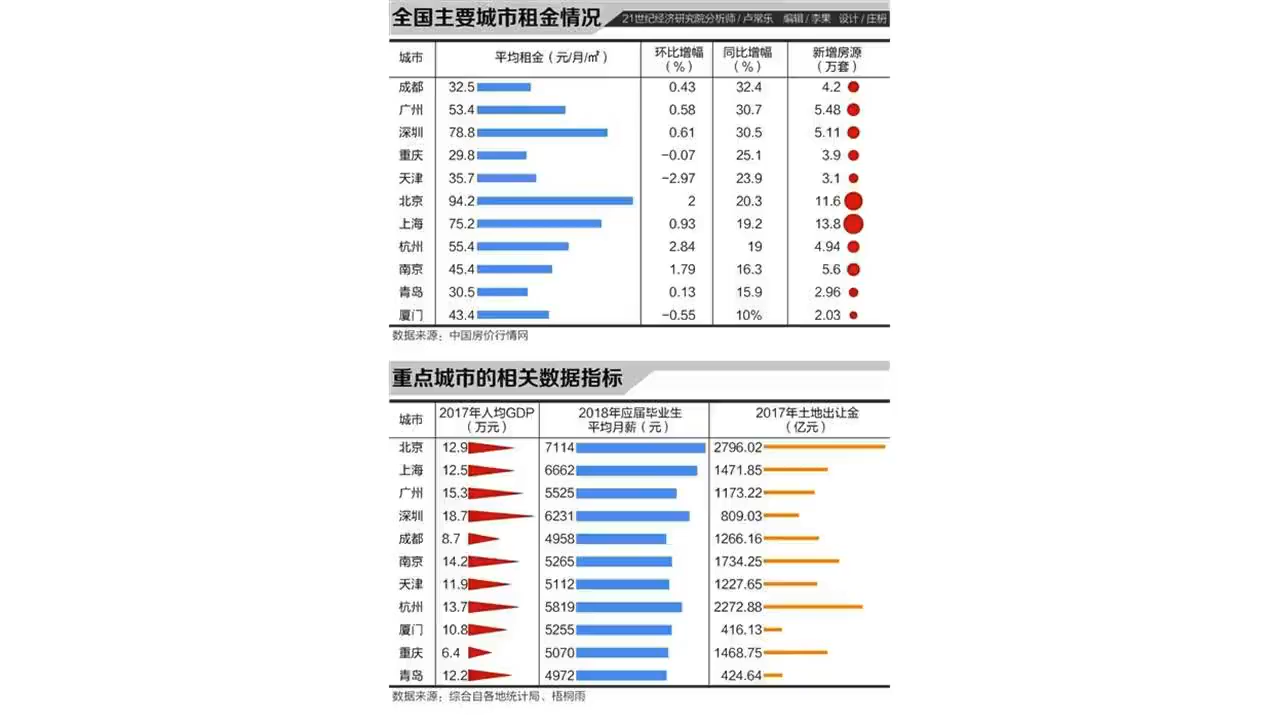 全国主要城市租金情况 21世纪经济研究院分析师/卢常乐 编辑/李果 设计/庄枬
城市 平均租金(元/月/㎡) 环比增幅(%) 同比增幅(%) 新增房源(万套)
成都 32.5 0.43 32.4 4.2
广州 53.4 0.58 30.7 5.48
深圳 78.8 0.61 30.5 5.11
重庆 29.8 −0.07 25.1 3.9
天津 35.7 −2.97 23.9 3.1
北京 94.2 2 20.3 11.6
上海 75.2 0.93 19.2 13.8
杭州 55.4 2.84 19 4.94
南京 45.4 1.79 16.3 5.6
青岛 30.5 0.13 15.9 2.96
厦门 43.4 −0.55 10% 2.03
数据来源:中国房价行情网
重点城市的相关数据指标
城市 2017年人均GDP(万元) 2018年应届毕业生平均月薪(元) 2017年土地出让金(亿元)
北京 12.9 7114 2796.02
上海 12.5 6662 1471.85
广州 15.3 5525 1173.22
深圳 18.7 6231 809.03
成都 8.7 4958 1266.16
南京 14.2 5265 1734.25
天津 11.9 5112 1227.65
杭州 13.7 5819 2272.88
厦门 10.8 5255 416.13
重庆 6.4 5070 1468.75
青岛 12.2 4972 424.64
数据来源:综合自各地统计局、梧桐雨